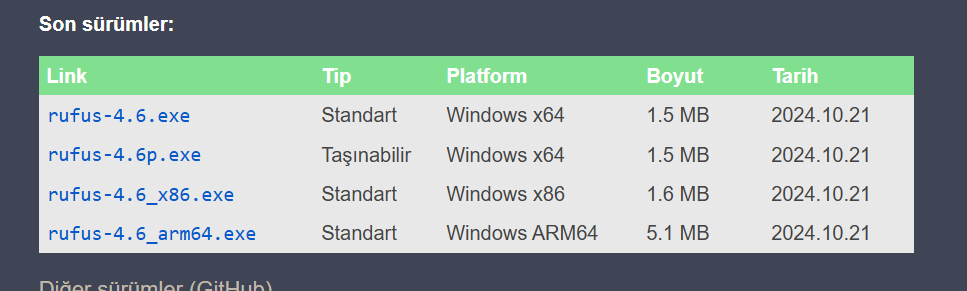 Son sürümler:
Link Tip Platform Boyut Tarih
rufus-4.6.exe Standart Windows x64 1.5 MB 2024.10.21
rufus-4.6p.exe Taşınabilir Windows x64 1.5 MB 2024.10.21
rufus-4.6_x86.exe Standart Windows x86 1.6 MB 2024.10.21
rufus-4.6_arm64.exe Standart Windows ARM64 5.1 MB 2024.10.21
Diğer sürümler (GitHub)